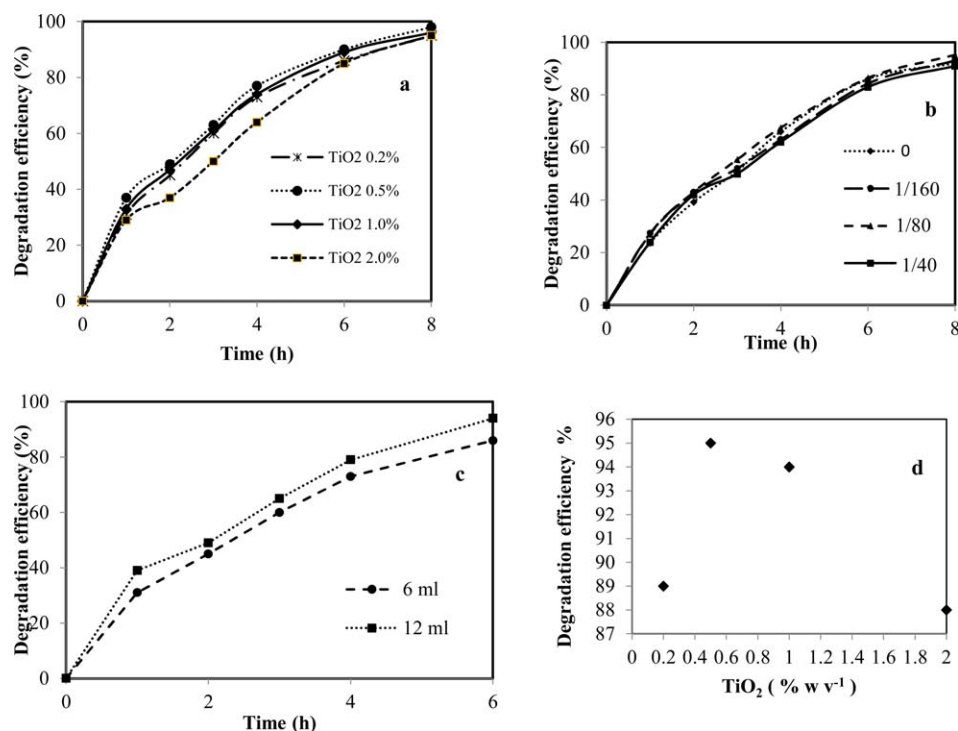 Degradation efficiency (%)
100
80
60
40
20
0
a
TiO2 0.2%
TiO2 0.5%
TiO2 1.0%
TiO2 2.0%
0 2 4 6 8
Time (h)
Degradation efficiency (%)
100
80
60
40
20
0
b
0
1/160
1/80
1/40
0 2 4 6 8
Time (h)
Degradation efficiency (%)
100
80
60
40
20
0
c
6 ml
12 ml
0 2 4 6
Time (h)
Degradation efficiency %
96
95
94
93
92
91
90
89
88
87
d
0 0.2 0.4 0.6 0.8 1 1.2 1.4 1.6 1.8 2
TiO₂ ( % w v⁻¹ )